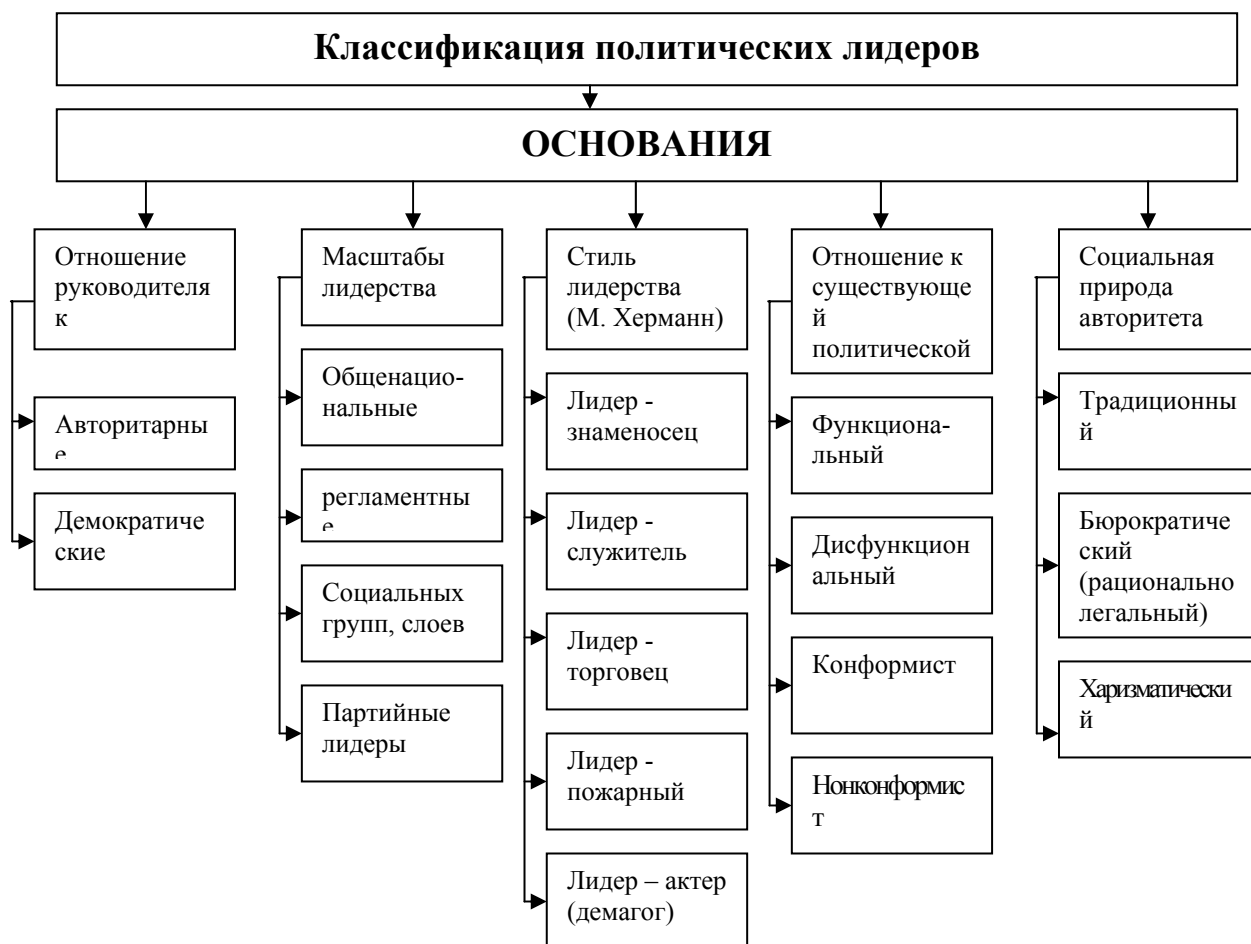 Классификация политических лидеров
ОСНОВАНИЯ
Отношение
руководителя
к
Авторитарны
е
Демократиче
ские
Масштабы
лидерства
Общенацио-
нальные
регламентны
е
Социальных
групп, слоев
Партийные
лидеры
Стиль
лидерства
(М. Херманн)
Лидер -
знаменосец
Лидер -
служитель
Лидер -
торговец
Лидер -
пожарный
Лидер – актер
(демагог)
Отношение к
существующе
й
политической
Функциона-
льный
Дисфункцион
альный
Конформист
Нонконформис
т
Социальная
природа
авторитета
Традиционны
й
Бюрократиче
ский
(рационально
легальный)
Харизматически
й